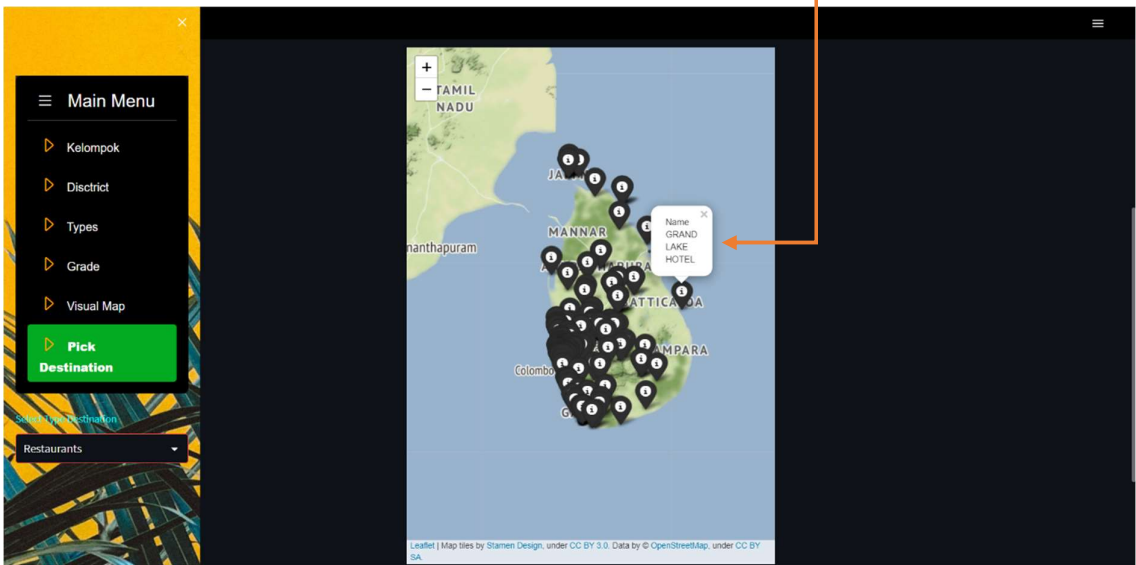 Main Menu
Kelompok
Disctrict
Types
Grade
Visual Map
Pick
Destination
Select Type Destination
Restaurants
+
−
TAMIL
NADU
MANNAR
nanthapuram
Name
GRAND
LAKE
HOTEL
AMPARA
Colombo
Leaflet | Map tiles by Stamen Design, under CC BY 3.0. Data by © OpenStreetMap, under CC BY
SA.